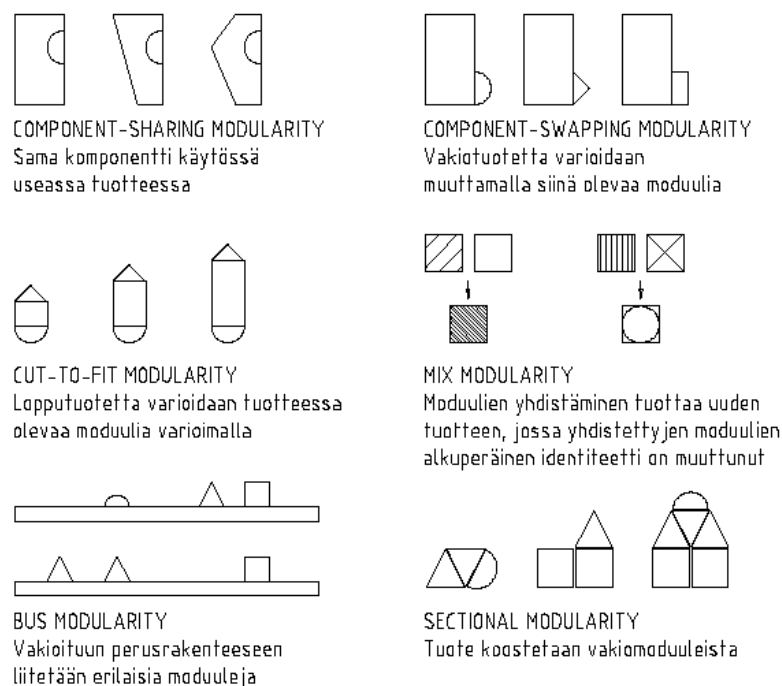 COMPONENT-SHARING MODULARITY
Sama komponentti käytössä
useassa tuotteessa
COMPONENT-SWAPPING MODULARITY
Vakiotuotetta varioidaan
muuttamalla siinä olevaa moduulia
CUT-TO-FIT MODULARITY
Lopputuotetta varioidaan tuotteessa
olevaa moduulia varioimalla
MIX MODULARITY
Moduulien yhdistäminen tuottaa uuden
tuotteen, jossa yhdistettyjen moduulien
alkuperäinen identiteetti on muuttunut
BUS MODULARITY
Vakioituun perusrakenteeseen
liitetään erilaisia moduuleja
SECTIONAL MODULARITY
Tuote koostetaan vakiomoduuleista